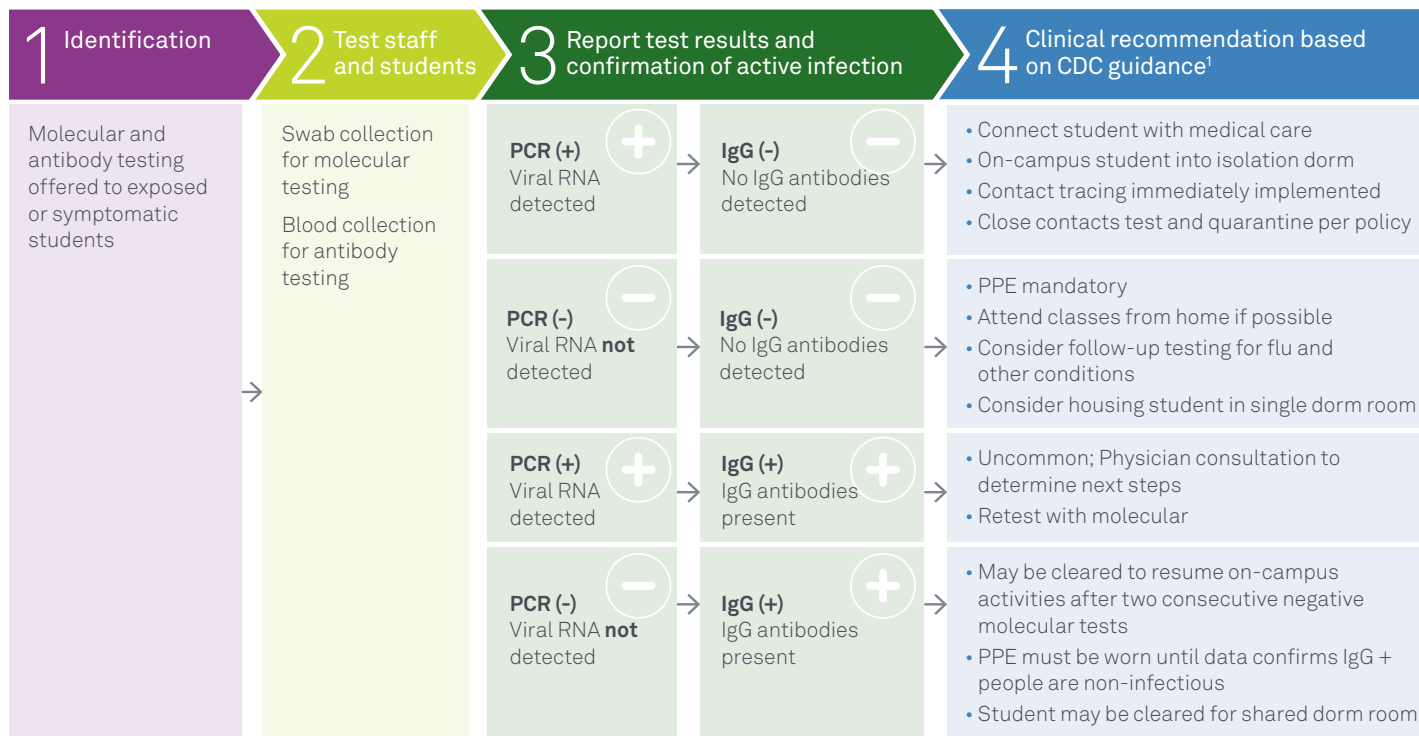 1 Identification
2 Test staff
and students
3 Report test results and
confirmation of active infection
4 Clinical recommendation based
on CDC guidance¹
Molecular and
antibody testing
offered to exposed
or symptomatic
students
Swab collection
for molecular
testing
Blood collection
for antibody
testing
PCR (+)
Viral RNA
detected
IgG (-)
No IgG antibodies
detected
• Connect student with medical care
• On-campus student into isolation dorm
• Contact tracing immediately implemented
• Close contacts test and quarantine per policy
PCR (-)
Viral RNA not
detected
IgG (-)
No IgG antibodies
detected
• PPE mandatory
• Attend classes from home if possible
• Consider follow-up testing for flu and
other conditions
• Consider housing student in single dorm room
PCR (+)
Viral RNA
detected
IgG (+)
IgG antibodies
present
• Uncommon; Physician consultation to
determine next steps
• Retest with molecular
PCR (-)
Viral RNA not
detected
IgG (+)
IgG antibodies
present
• May be cleared to resume on-campus
activities after two consecutive negative
molecular tests
• PPE must be worn until data confirms IgG +
people are non-infectious
• Student may be cleared for shared dorm room